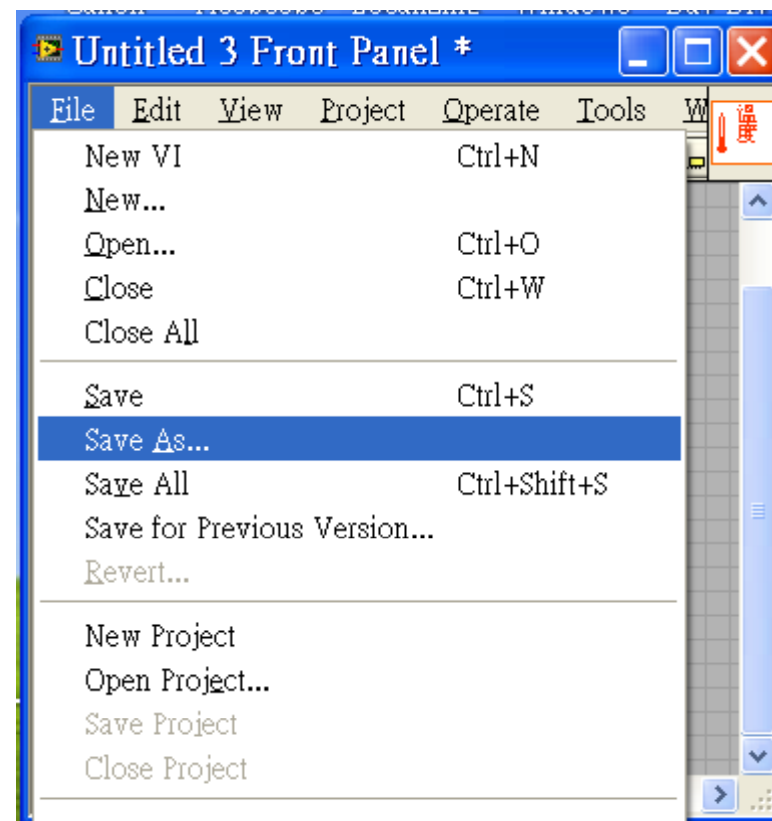 Untitled 3 Front Panel *
File Edit View Project Operate Tools W
溫度
New VI Ctrl+N
New...
Open... Ctrl+O
Close Ctrl+W
Close All
Save Ctrl+S
Save As...
Save All Ctrl+Shift+S
Save for Previous Version...
Revert...
New Project
Open Project...
Save Project
Close Project